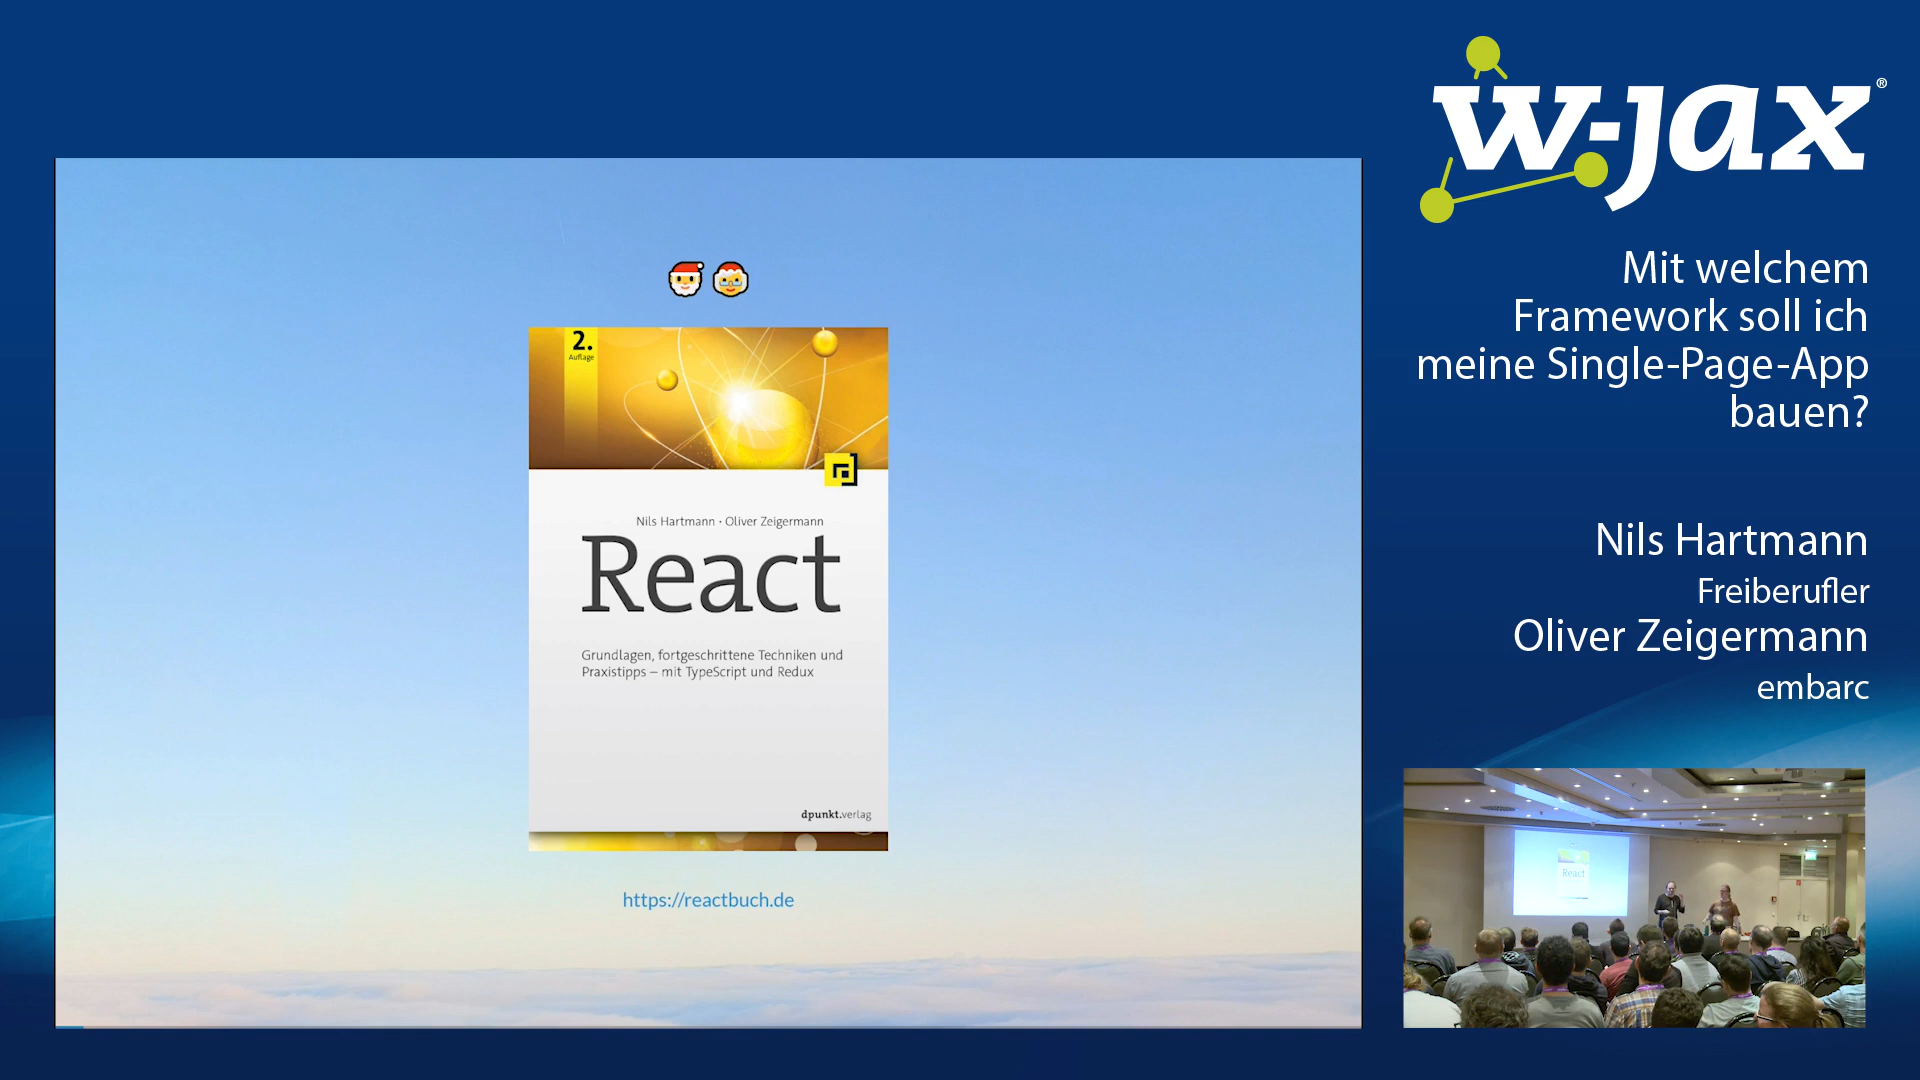 w-jax®
Mit welchem
Framework soll ich
meine Single-Page-App
bauen?
Nils Hartmann
Freiberufler
Oliver Zeigermann
embarc
2.
Auflage
Nils Hartmann • Oliver Zeigermann
React
Grundlagen, fortgeschrittene Techniken und
Praxistipps – mit TypeScript und Redux
dpunkt.verlag
https://reactbuch.de
React